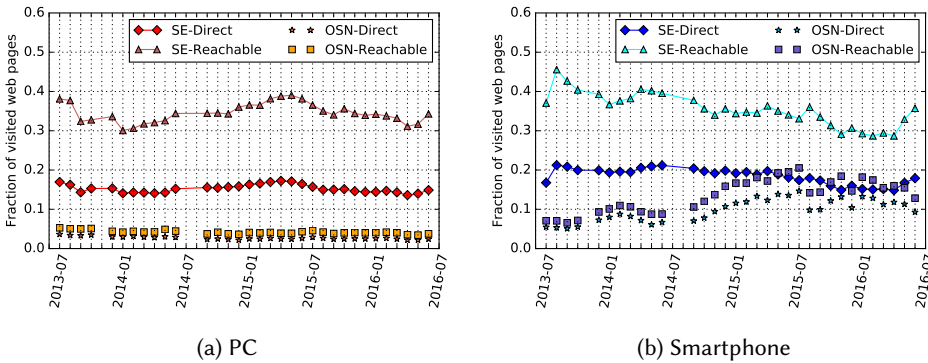 SE-Direct
SE-Reachable
OSN-Direct
OSN-Reachable
Fraction of visited web pages
0.6
0.5
0.4
0.3
0.2
0.1
0.0
2013-07
2014-01
2014-07
2015-01
2015-07
2016-01
2016-07
(a) PC
SE-Direct
SE-Reachable
OSN-Direct
OSN-Reachable
Fraction of visited web pages
0.6
0.5
0.4
0.3
0.2
0.1
0.0
2013-07
2014-01
2014-07
2015-01
2015-07
2016-01
2016-07
(b) Smartphone